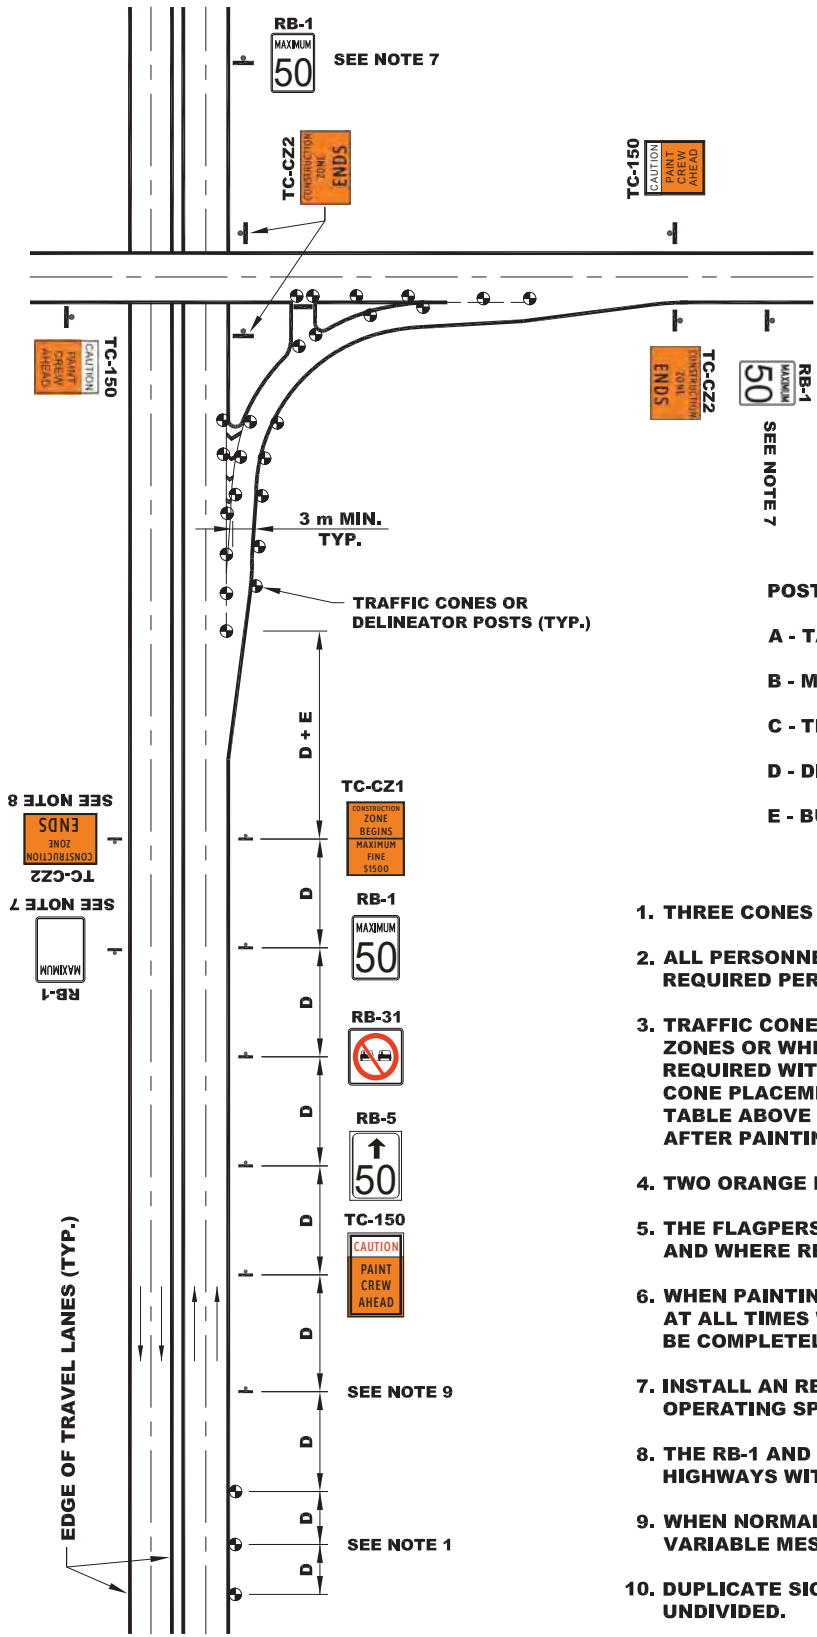 RB-1
MAXIMUM
50
SEE NOTE 7
TC-CZ2
CONSTRUCTION
ZONE
ENDS
TC-150
CAUTION
PAINT
CREW
AHEAD
TC-150
CAUTION
PAINT
CREW
AHEAD
TC-CZ2
CONSTRUCTION
ZONE
ENDS
RB-1
MAXIMUM
50
SEE NOTE 7
3 m MIN.
TYP.
TRAFFIC CONES OR
DELINEATOR POSTS (TYP.)
POST
A - TA
B - M
C - T
D - D
E - BU
D + E
TC-CZ1
CONSTRUCTION
ZONE
BEGINS
MAXIMUM
FINE
$1500
SEE NOTE 8
TC-CZ2
CONSTRUCTION
ZONE
ENDS
SEE NOTE 7
RB-1
MAXIMUM
D
RB-1
MAXIMUM
50
D
RB-31
D
RB-5
50
D
TC-150
CAUTION
PAINT
CREW
AHEAD
D
SEE NOTE 9
D
D
SEE NOTE 1
D
EDGE OF TRAVEL LANES (TYP.)
1. THREE CONES
2. ALL PERSONNE
REQUIRED PER
3. TRAFFIC CONE
ZONES OR WHE
REQUIRED WIT
CONE PLACEM
TABLE ABOVE
AFTER PAINTIN
4. TWO ORANGE
5. THE FLAGPERS
AND WHERE R
6. WHEN PAINTIN
AT ALL TIMES
BE COMPLETEL
7. INSTALL AN RB
OPERATING SP
8. THE RB-1 AND
HIGHWAYS WIT
9. WHEN NORMAL
VARIABLE MES
10. DUPLICATE SIG
UNDIVIDED.